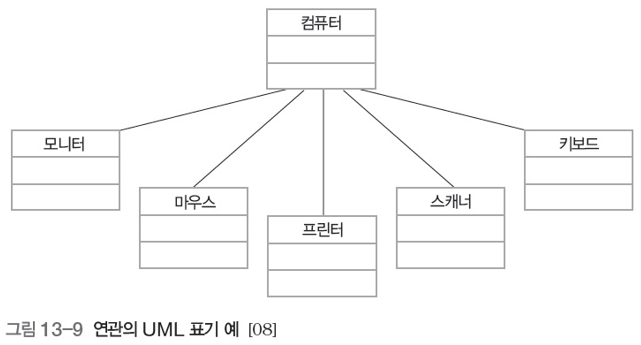 컴퓨터
모니터
키보드
마우스
스캐너
프린터
그림 13-9 연관의 UML 표기 예 [08]